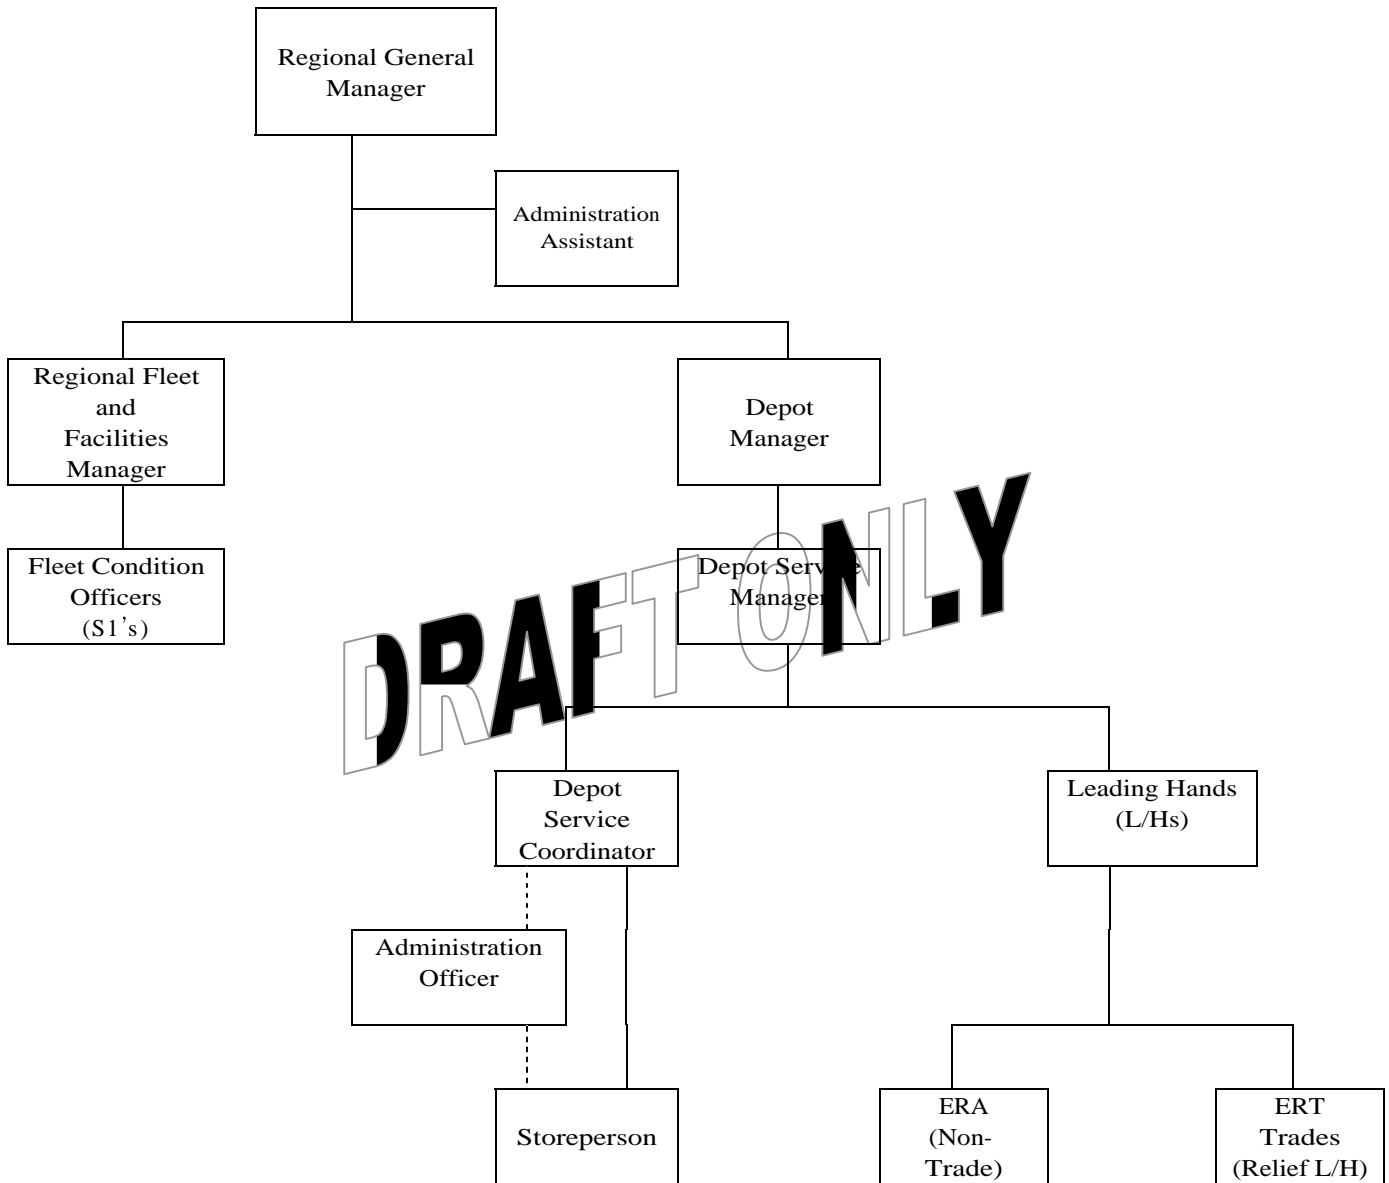 Regional General
Manager
Administration
Assistant
Regional Fleet
and
Facilities
Manager
Depot
Manager
Fleet Condition
Officers
(S1's)
Depot Service
Manager
DRAFT ONLY
Depot
Service
Coordinator
Leading Hands
(L/Hs)
Administration
Officer
Storeperson
ERA
(Non-
Trade)
ERT
Trades
(Relief L/H)